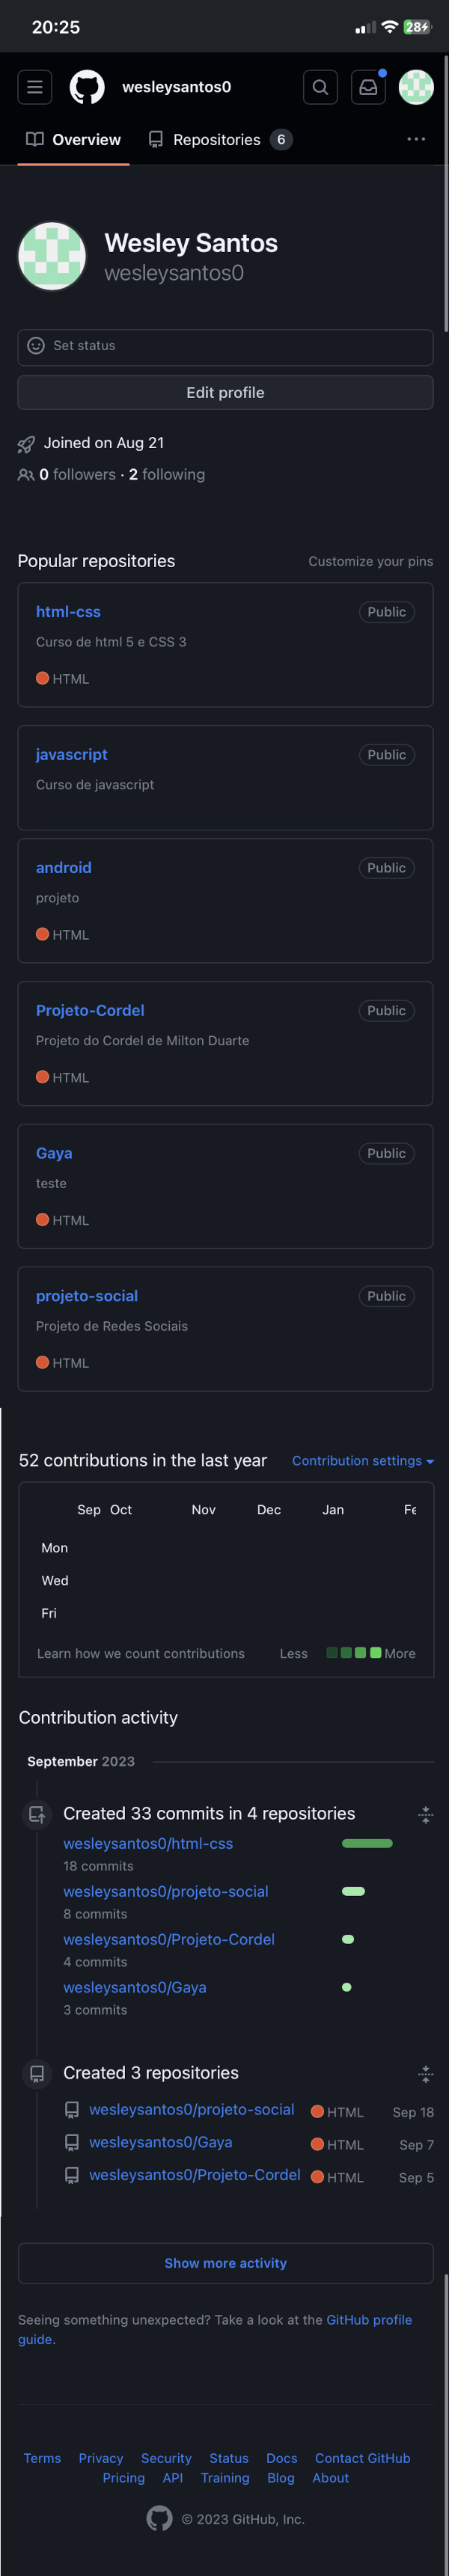 20:25
28
wesleysantos0
Overview
Repositories 6
Wesley Santos
wesleysantos0
Set status
Edit profile
Joined on Aug 21
0 followers · 2 following
Popular repositories
Customize your pins
html-css
Public
Curso de html 5 e CSS 3
HTML
javascript
Public
Curso de javascript
android
Public
projeto
HTML
Projeto-Cordel
Public
Projeto do Cordel de Milton Duarte
HTML
Gaya
Public
teste
HTML
projeto-social
Public
Projeto de Redes Sociais
HTML
52 contributions in the last year
Contribution settings
Sep Oct Nov Dec Jan Fe
Mon
Wed
Fri
Learn how we count contributions
Less
More
Contribution activity
September 2023
Created 33 commits in 4 repositories
wesleysantos0/html-css
18 commits
wesleysantos0/projeto-social
8 commits
wesleysantos0/Projeto-Cordel
4 commits
wesleysantos0/Gaya
3 commits
Created 3 repositories
wesleysantos0/projeto-social HTML Sep 18
wesleysantos0/Gaya HTML Sep 7
wesleysantos0/Projeto-Cordel HTML Sep 5
Show more activity
Seeing something unexpected? Take a look at the GitHub profile
guide.
Terms Privacy Security Status Docs Contact GitHub
Pricing API Training Blog About
© 2023 GitHub, Inc.